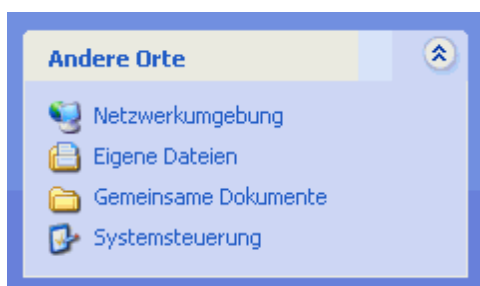 Andere Orte
Netzwerkumgebung
Eigene Dateien
Gemeinsame Dokumente
Systemsteuerung